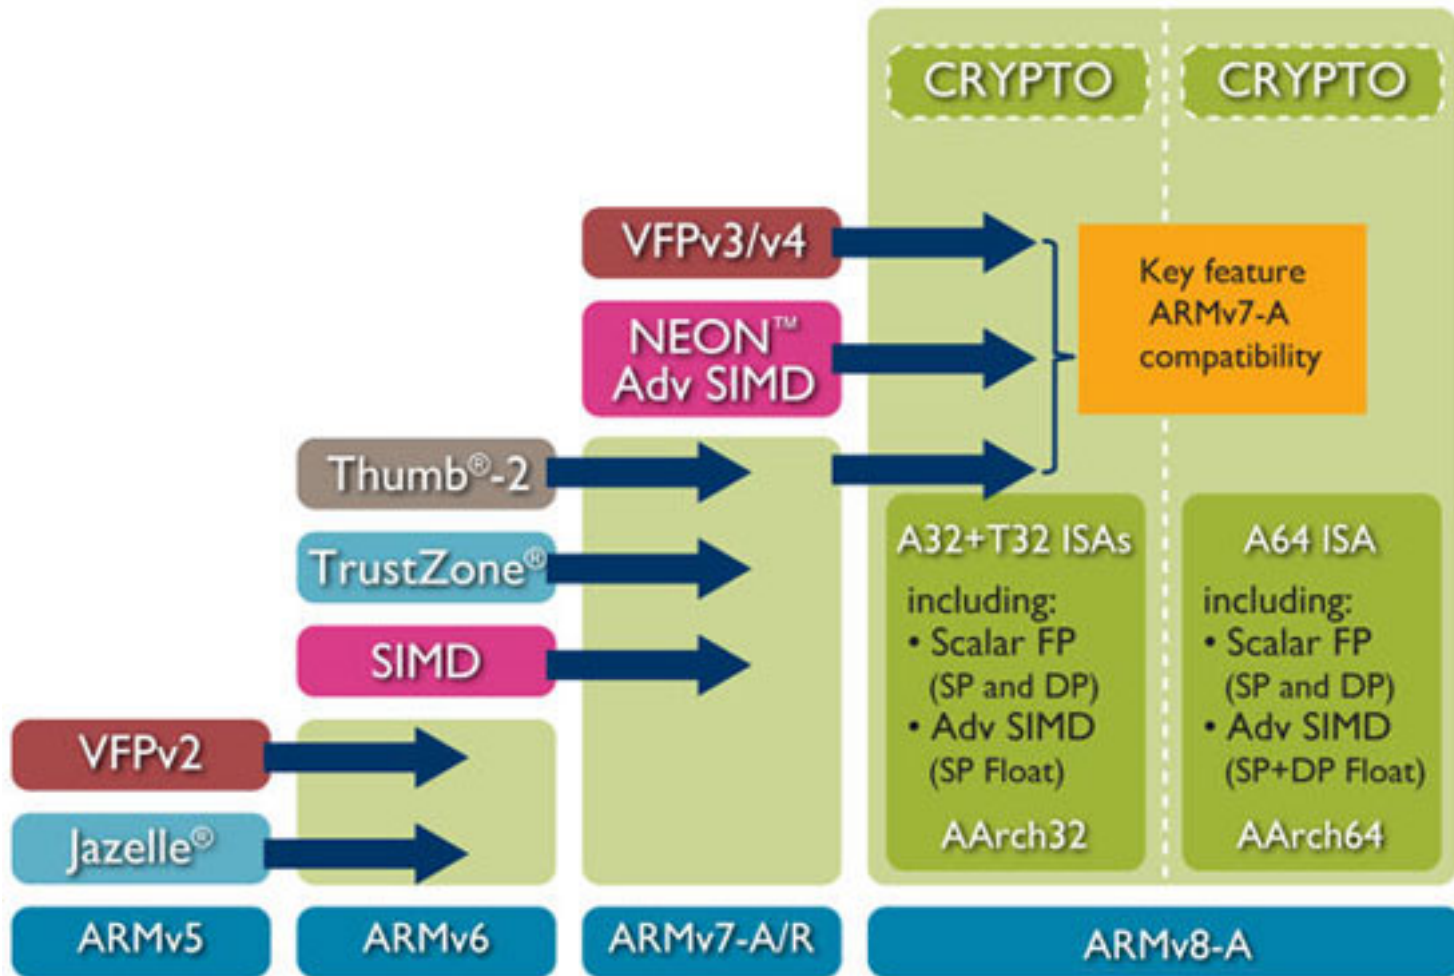 CRYPTO
CRYPTO
VFPv3/v4
NEON™
Adv SIMD
Key feature
ARMv7-A
compatibility
Thumb®-2
TrustZone®
SIMD
VFPv2
Jazelle®
A32+T32 ISAs
including:
• Scalar FP
(SP and DP)
• Adv SIMD
(SP Float)
AArch32
A64 ISA
including:
• Scalar FP
(SP and DP)
• Adv SIMD
(SP+DP Float)
AArch64
ARMv5
ARMv6
ARMv7-A/R
ARMv8-A